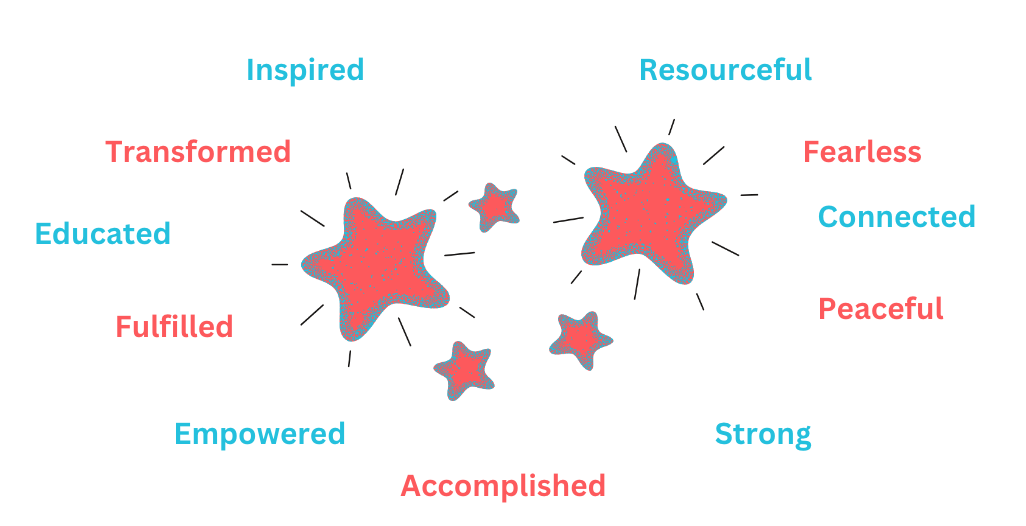 Inspired
Resourceful
Transformed
Fearless
Educated
Connected
Fulfilled
Peaceful
Empowered
Strong
Accomplished